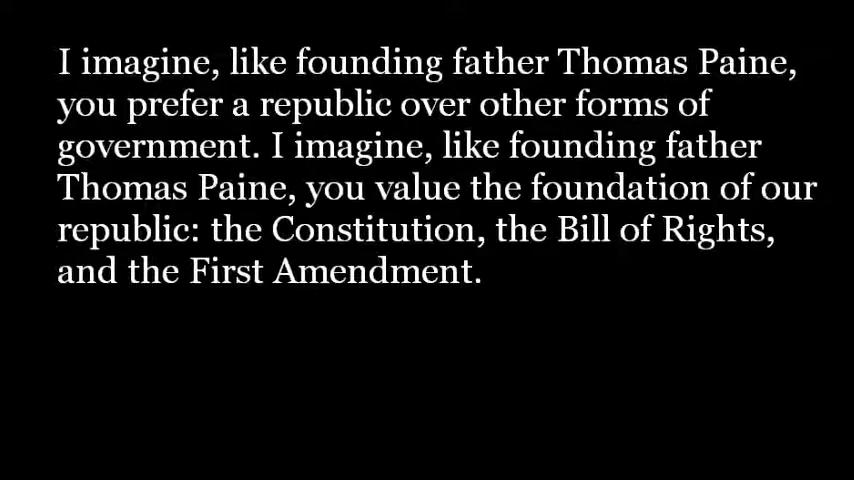 I imagine, like founding father Thomas Paine,
you prefer a republic over other forms of
government. I imagine, like founding father
Thomas Paine, you value the foundation of our
republic: the Constitution, the Bill of Rights,
and the First Amendment.